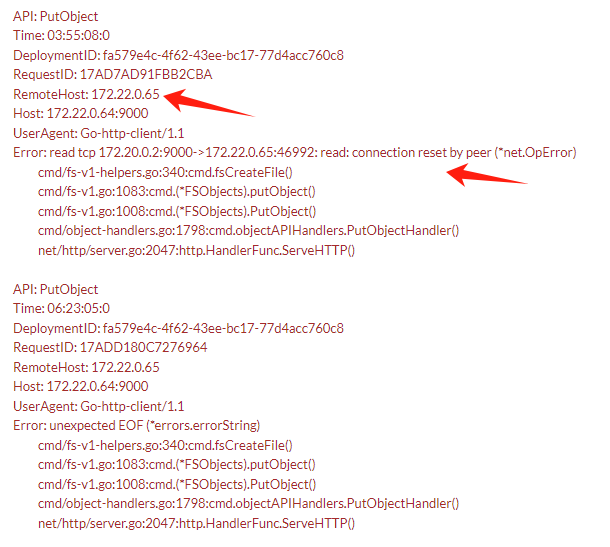 API: PutObject
Time: 03:55:08:0
DeploymentID: fa579e4c-4f62-43ee-bc17-77d4acc760c8
RequestID: 17AD7AD91FBB2CBA
RemoteHost: 172.22.0.65
Host: 172.22.0.64:9000
UserAgent: Go-http-client/1.1
Error: read tcp 172.20.0.2:9000->172.22.0.65:46992: read: connection reset by peer (*net.OpError)
cmd/fs-v1-helpers.go:340:cmd.fsCreateFile()
cmd/fs-v1.go:1083:cmd.(*FSObjects).putObject()
cmd/fs-v1.go:1008:cmd.(*FSObjects).PutObject()
cmd/object-handlers.go:1798:cmd.objectAPIHandlers.PutObjectHandler()
net/http/server.go:2047:http.HandlerFunc.ServeHTTP()
API: PutObject
Time: 06:23:05:0
DeploymentID: fa579e4c-4f62-43ee-bc17-77d4acc760c8
RequestID: 17ADD180C7276964
RemoteHost: 172.22.0.65
Host: 172.22.0.64:9000
UserAgent: Go-http-client/1.1
Error: unexpected EOF (*errors.errorString)
cmd/fs-v1-helpers.go:340:cmd.fsCreateFile()
cmd/fs-v1.go:1083:cmd.(*FSObjects).putObject()
cmd/fs-v1.go:1008:cmd.(*FSObjects).PutObject()
cmd/object-handlers.go:1798:cmd.objectAPIHandlers.PutObjectHandler()
net/http/server.go:2047:http.HandlerFunc.ServeHTTP()